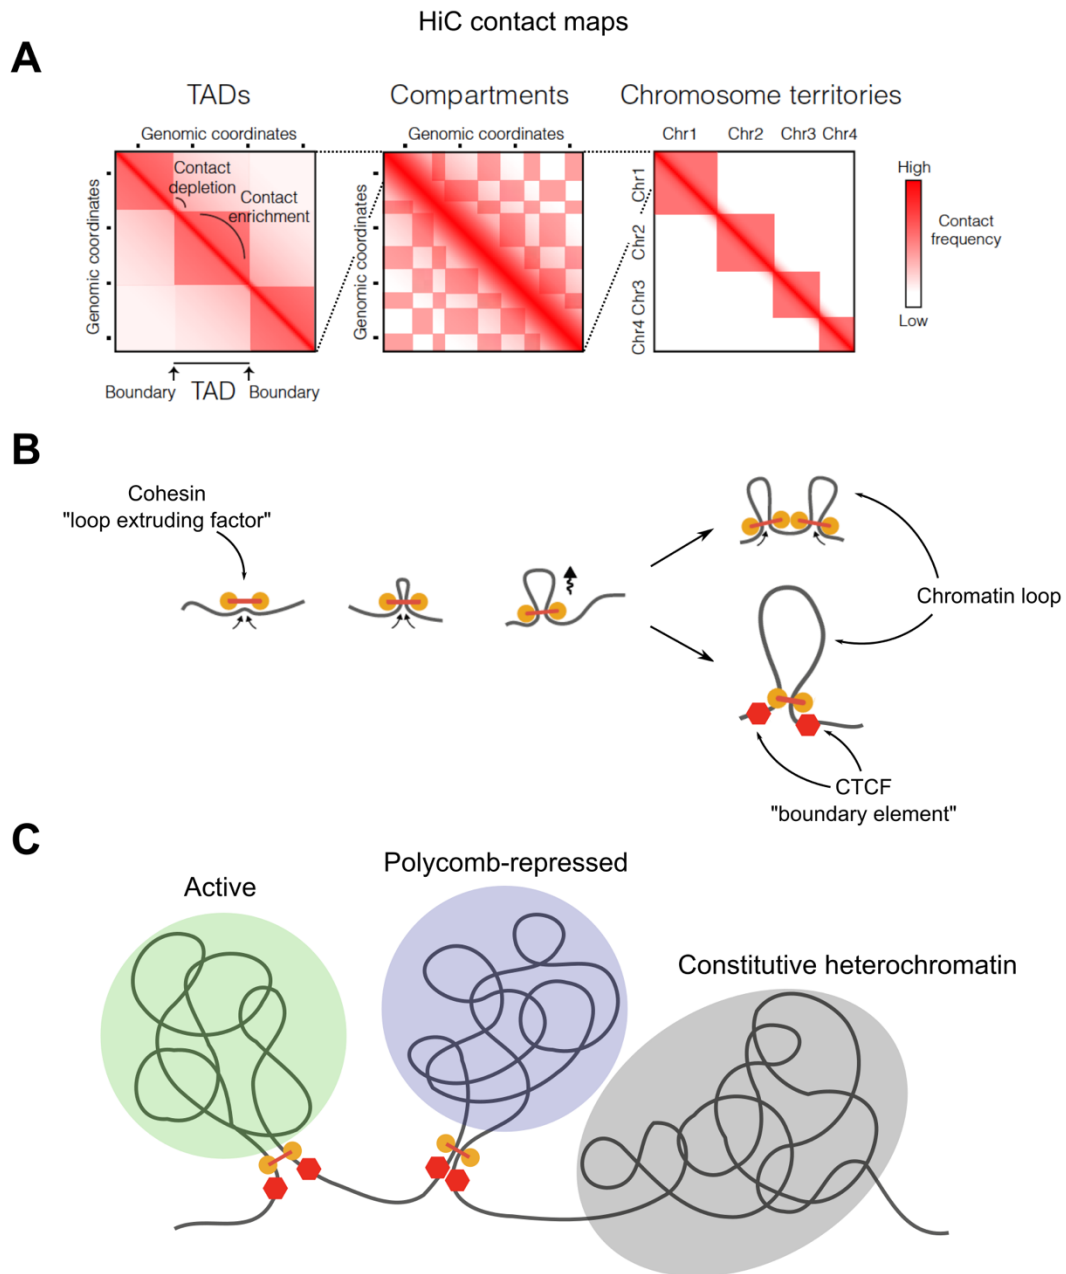 HiC contact maps
A
TADs
Compartments
Chromosome territories
Genomic coordinates
Genomic coordinates
Chr1 Chr2 Chr3 Chr4
Genomic coordinates
Contact
depletion
Contact
enrichment
Genomic coordinates
Chr1
Chr2
Chr3
Chr4
High
Contact
frequency
Low
Boundary TAD Boundary
B
Cohesin
"loop extruding factor"
Chromatin loop
CTCF
"boundary element"
C
Active
Polycomb-repressed
Constitutive heterochromatin